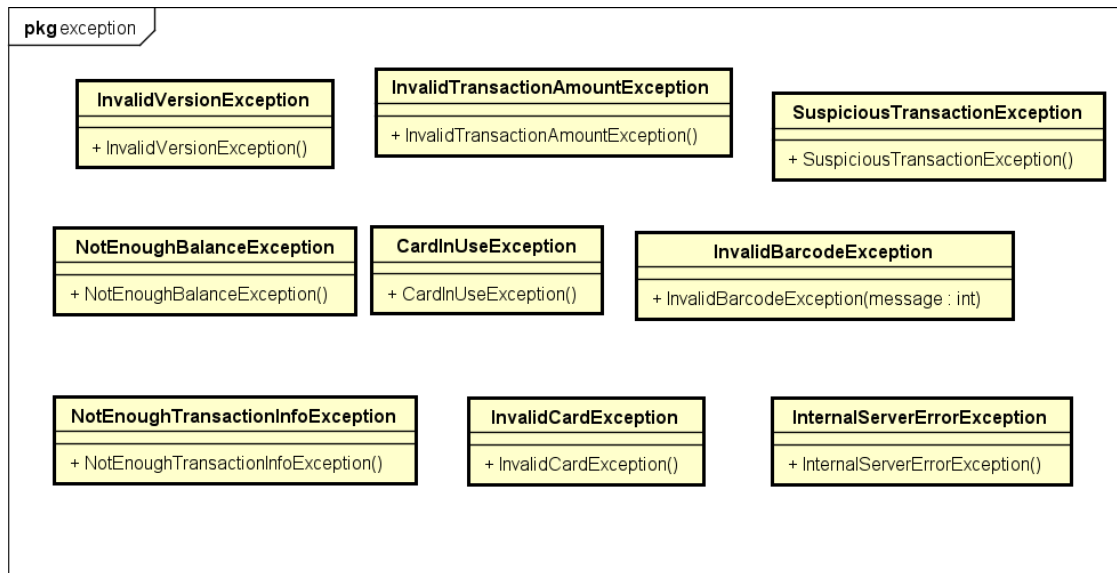 pkg exception
InvalidVersionException
+ InvalidVersionException()
InvalidTransactionAmountException
+ InvalidTransactionAmountException()
SuspiciousTransactionException
+ SuspiciousTransactionException()
NotEnoughBalanceException
+ NotEnoughBalanceException()
CardInUseException
+ CardInUseException()
InvalidBarcodeException
+ InvalidBarcodeException(message : int)
NotEnoughTransactionInfoException
+ NotEnoughTransactionInfoException()
InvalidCardException
+ InvalidCardException()
InternalServerErrorException
+ InternalServerErrorException()